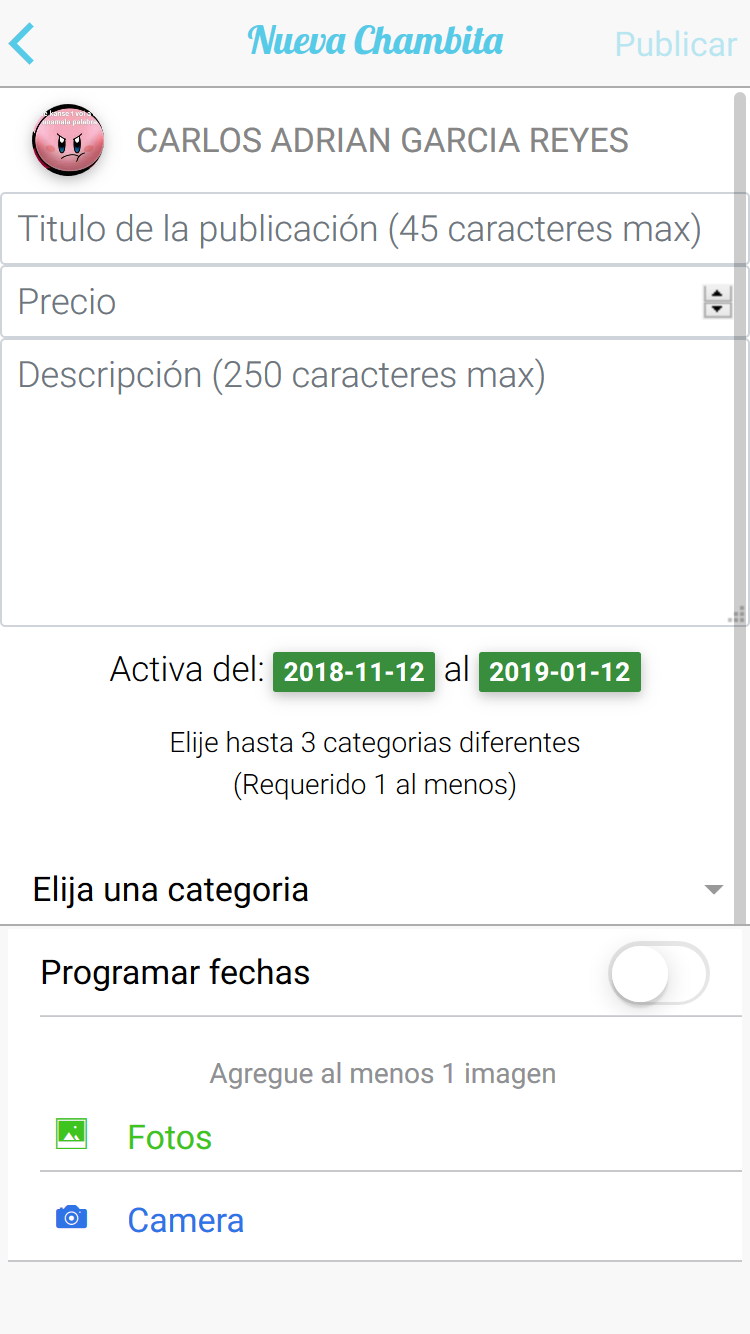 Nueva Chambita
Publicar
CARLOS ADRIAN GARCIA REYES
Titulo de la publicación (45 caracteres max)
Precio
Descripción (250 caracteres max)
Activa del: 2018-11-12 al 2019-01-12
Elije hasta 3 categorias diferentes
(Requerido 1 al menos)
Elija una categoria
Programar fechas
Agregue al menos 1 imagen
Fotos
Camera